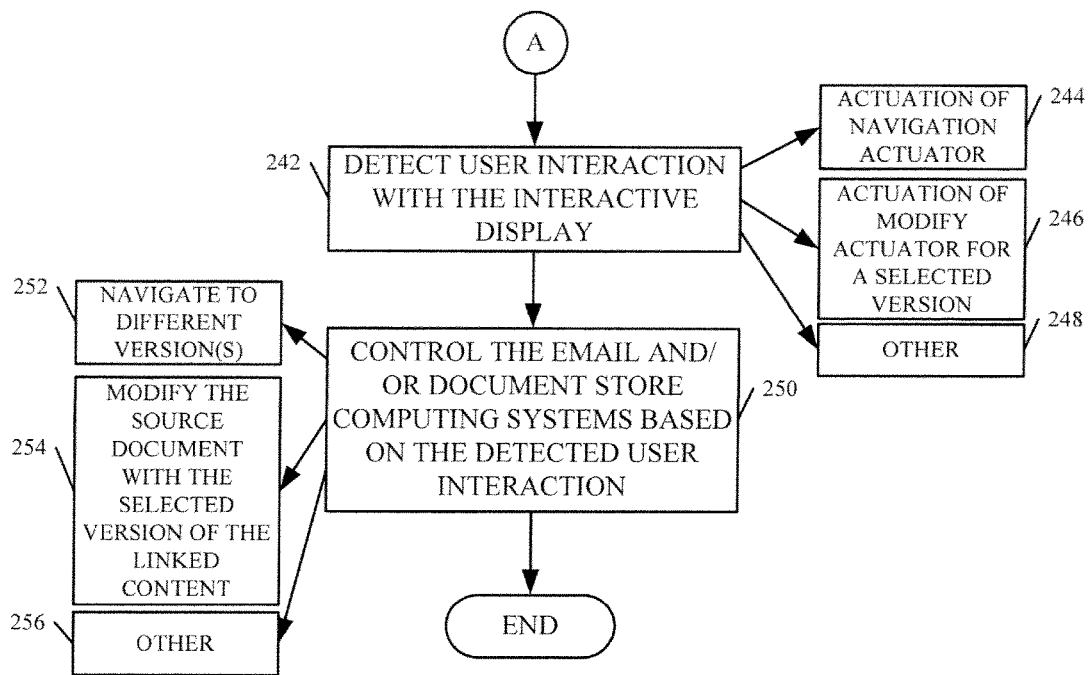 A
244
ACTUATION OF
NAVIGATION
ACTUATOR
242
DETECT USER INTERACTION
WITH THE INTERACTIVE
DISPLAY
246
ACTUATION OF
MODIFY
ACTUATOR FOR
A SELECTED
VERSION
248
OTHER
252
NAVIGATE TO
DIFFERENT
VERSION(S)
CONTROL THE EMAIL AND/
OR DOCUMENT STORE
COMPUTING SYSTEMS BASED
ON THE DETECTED USER
INTERACTION
250
254
MODIFY THE
SOURCE
DOCUMENT
WITH THE
SELECTED
VERSION OF THE
LINKED
CONTENT
256
OTHER
END